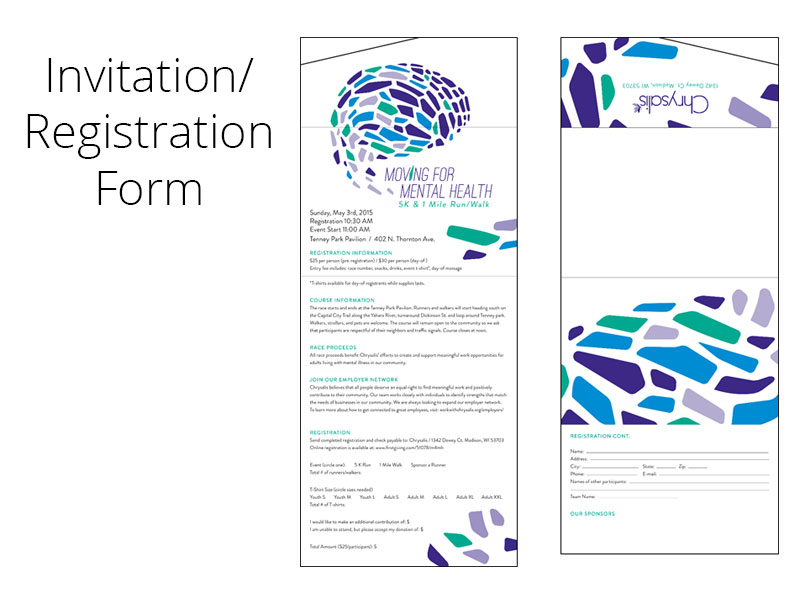 Invitation/
Registration
Form
MOVING FOR
MENTAL HEALTH
5K & 1 Mile Run/Walk
Sunday, May 3rd, 2015
Registration 10:30 AM
Event Start 11:00 AM
Tenney Park Pavilion / 402 N. Thornton Ave.
REGISTRATION INFORMATION
$25 per person (pre-registration) / $30 per person (day-of)
Entry fee includes: race number, snacks, drinks, event t-shirt*, day-of massage
*T-shirts available for day-of registrants while supplies lasts.
COURSE INFORMATION
The race starts and ends at the Tenney Park Pavilion. Runners and walkers will start heading south on
the Capital City Trail along the Yahara River, turnaround Dickinson St. and loop around Tenney park.
Walkers, strollers, and pets are welcome. The course will remain open to the community so we ask
that participants are respectful of their neighbors and traffic signals. Course closes at noon.
RACE PROCEEDS
All race proceeds benefit Chrysalis' efforts to create and support meaningful work opportunities for
adults living with mental illness in our community.
JOIN OUR EMPLOYER NETWORK
Chrysalis believes that all people deserve an equal right to find meaningful work and positively
contribute to their community. Our team works closely with individuals to identify strengths that match
the needs of businesses in our community. We are always looking to expand our employer network.
To learn more about how to get connected to great employees, visit: workwithchrysalis.org/employers/
REGISTRATION
Send completed registration and check payable to: Chrysalis / 1342 Dewey Ct. Madison, WI 53703
Online registration is available at:
Event (circle one): 5 K Run 1 Mile Walk Sponsor a Runner
Total # of runners/walkers:
T-Shirt Size (circle sizes needed)
Youth S Youth M Youth L Adult S Adult M Adult L Adult XL Adult XXL
Total # of T-shirts:
I would like to make an additional contribution of: $
I am unable to attend, but please accept my donation of: $
Total Amount ($25/participant): $
1342 Dewey Ct. Madison, WI 53703
Chrysalis
REGISTRATION CONT.
Name:
Address:
City: State: Zip:
Phone: E-mail:
Names of other participants:
Team Name:
OUR SPONSORS